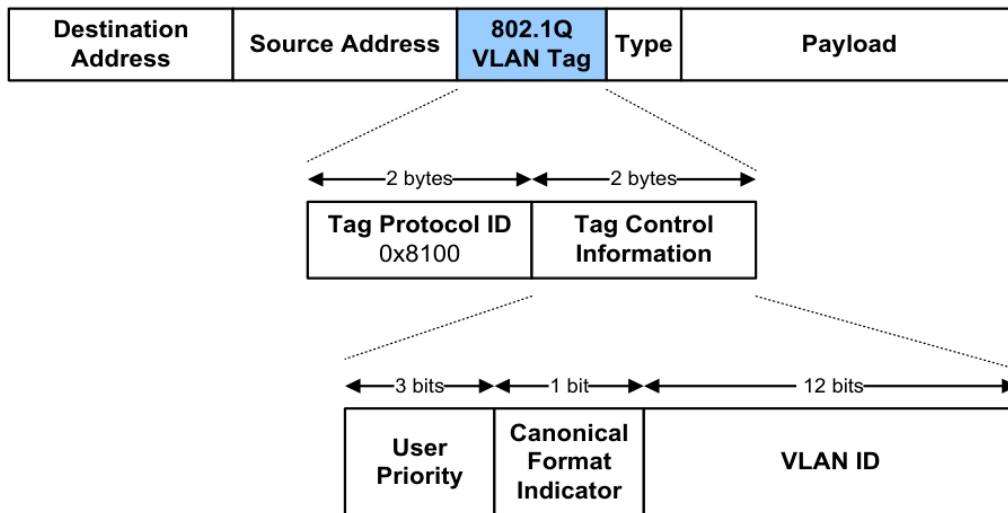 Destination
Address
Source Address
802.1Q
VLAN Tag
Type
Payload
2 bytes
2 bytes
Tag Protocol ID
0x8100
Tag Control
Information
3 bits
1 bit
12 bits
User
Priority
Canonical
Format
Indicator
VLAN ID